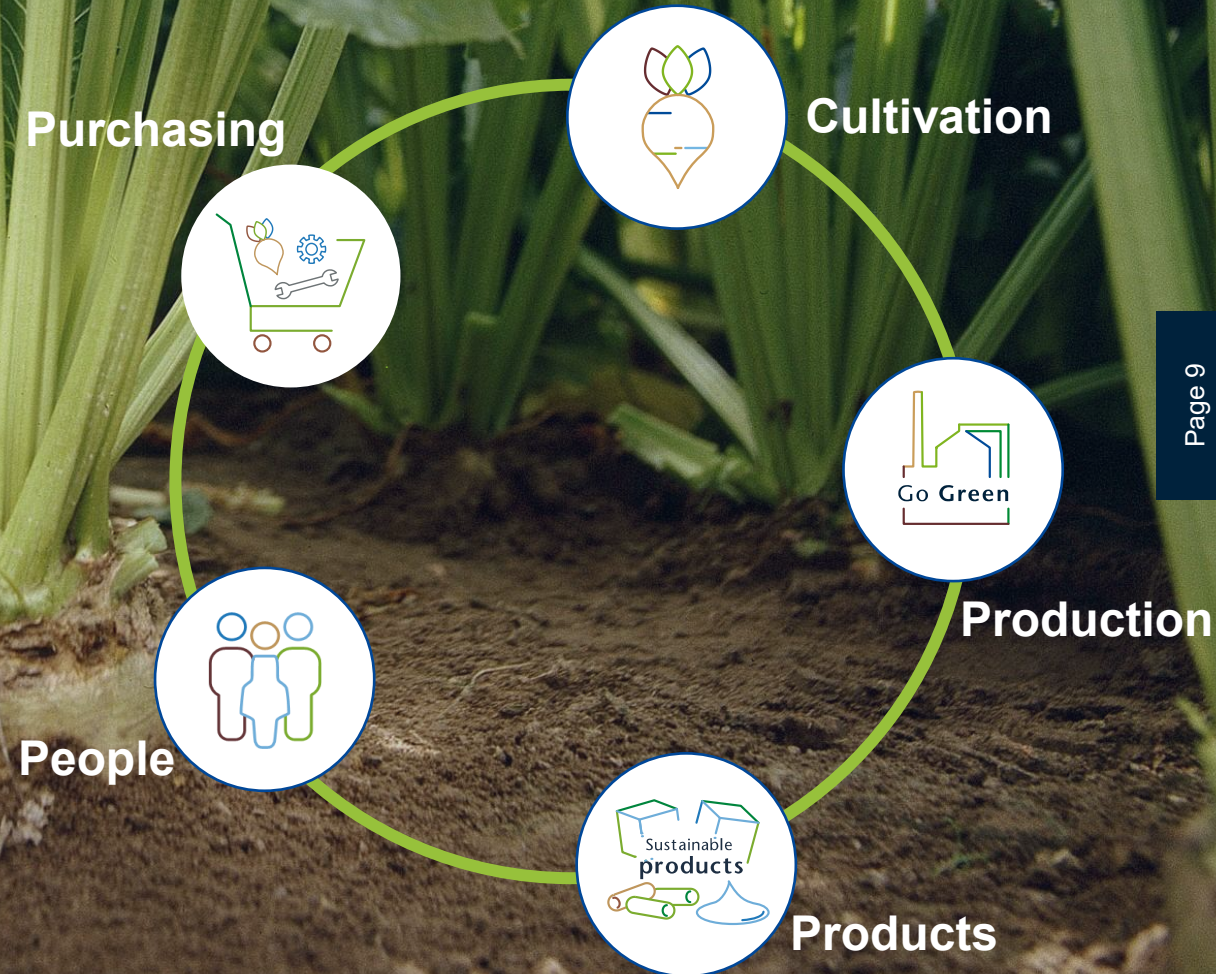 Purchasing
Cultivation
Page 9
Go Green
Production
People
Sustainable
products
Products